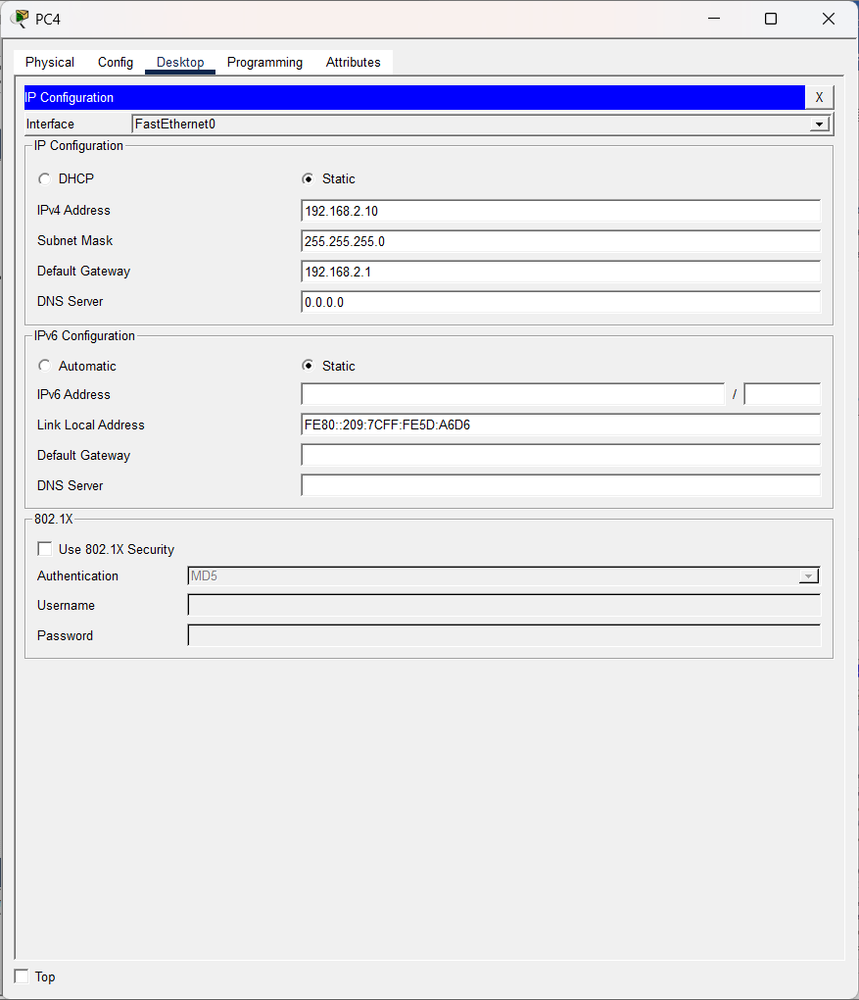 PC4
Physical Config Desktop Programming Attributes
IP Configuration X
Interface FastEthernet0
IP Configuration
DHCP Static
IPv4 Address 192.168.2.10
Subnet Mask 255.255.255.0
Default Gateway 192.168.2.1
DNS Server 0.0.0.0
IPv6 Configuration
Automatic Static
IPv6 Address /
Link Local Address FE80::209:7CFF:FE5D:A6D6
Default Gateway
DNS Server
802.1X
Use 802.1X Security
Authentication MD5
Username
Password
Top